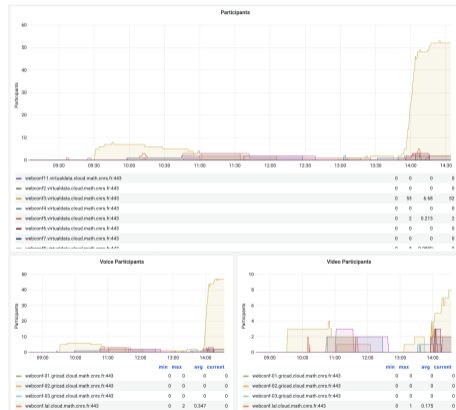 Participants
60
50
40
30
20
10
0
Participants
09:00 09:30 10:00 10:30 11:00 11:30 12:00 12:30 13:00 13:30 14:00 14:30
webconf11.virtualdata.cloud.math.cnrs.fr:443 0 0 0 0
webconf2.virtualdata.cloud.math.cnrs.fr:443 0 0 0 0
webconf3.virtualdata.cloud.math.cnrs.fr:443 0 53 6.68 52
webconf4.virtualdata.cloud.math.cnrs.fr:443 0 0 0 0
webconf5.virtualdata.cloud.math.cnrs.fr:443 0 2 0.213 0
webconf6.virtualdata.cloud.math.cnrs.fr:443 0 0 0 0
webconf7.virtualdata.cloud.math.cnrs.fr:443 0 0 0 0
Voice Participants
50
40
30
20
10
0
Participants
09:00 10:00 11:00 12:00 13:00 14:00
min max avg current
webconf-01.gricad.cloud.math.cnrs.fr:443 0 0 0 0
webconf-02.gricad.cloud.math.cnrs.fr:443 0 0 0 0
webconf-03.gricad.cloud.math.cnrs.fr:443 0 0 0 0
webconf.lal.cloud.math.cnrs.fr:443 0 2 0.347 0
Video Participants
10
8
6
4
2
0
Participants
09:00 10:00 11:00 12:00 13:00 14:00
min max avg current
webconf-01.gricad.cloud.math.cnrs.fr:443 0 0 0 0
webconf-02.gricad.cloud.math.cnrs.fr:443 0 0 0 0
webconf-03.gricad.cloud.math.cnrs.fr:443 0 0 0 0
webconf.lal.cloud.math.cnrs.fr:443 0 1 0.175 0